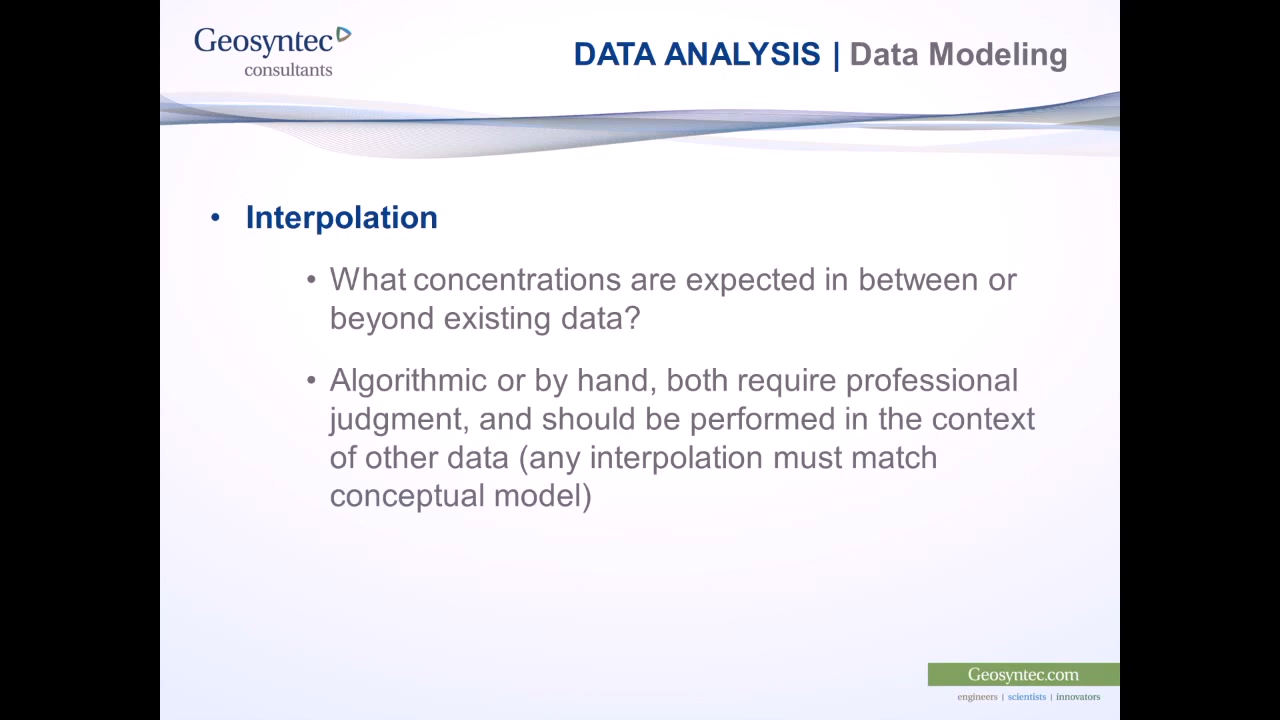 Geosyntec
consultants
DATA ANALYSIS | Data Modeling
• Interpolation
• What concentrations are expected in between or
beyond existing data?
• Algorithmic or by hand, both require professional
judgment, and should be performed in the context
of other data (any interpolation must match
conceptual model)
Geosyntec.com
engineers | scientists | innovators